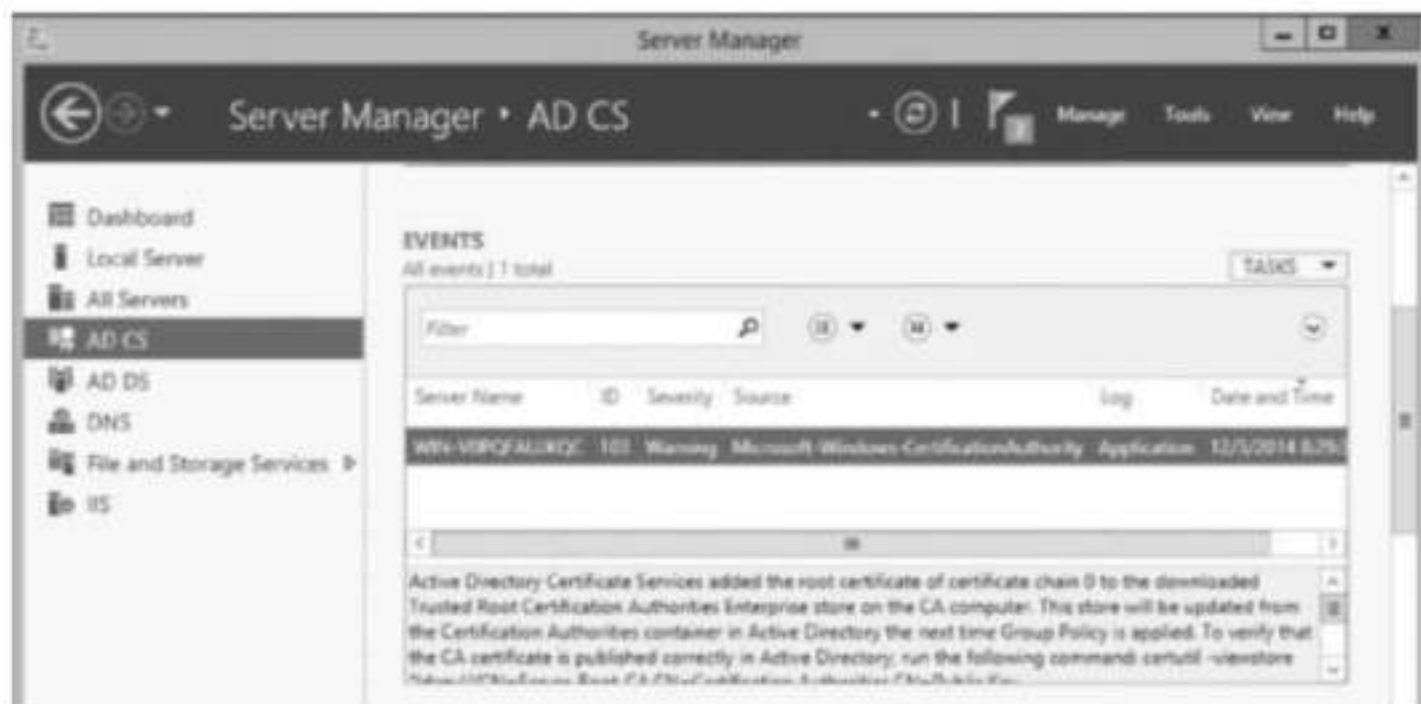 Server Manager
Server Manager • AD CS
Manage Tools View Help
Dashboard
Local Server
All Servers
AD CS
AD DS
DNS
File and Storage Services
IIS
EVENTS
All events | 1 total
TASKS
Filter
Server Name ID Severity Source Log Date and Time
103 Warning Microsoft-Windows-CertificationAuthority Application 12/3/2014
Active Directory Certificate Services added the root certificate of certificate chain 0 to the downloaded
Trusted Root Certification Authorities Enterprise store on the CA computer. This store will be updated from
the Certification Authorities container in Active Directory the next time Group Policy is applied. To verify that
the CA certificate is published correctly in Active Directory, run the following command: certutil -viewstore